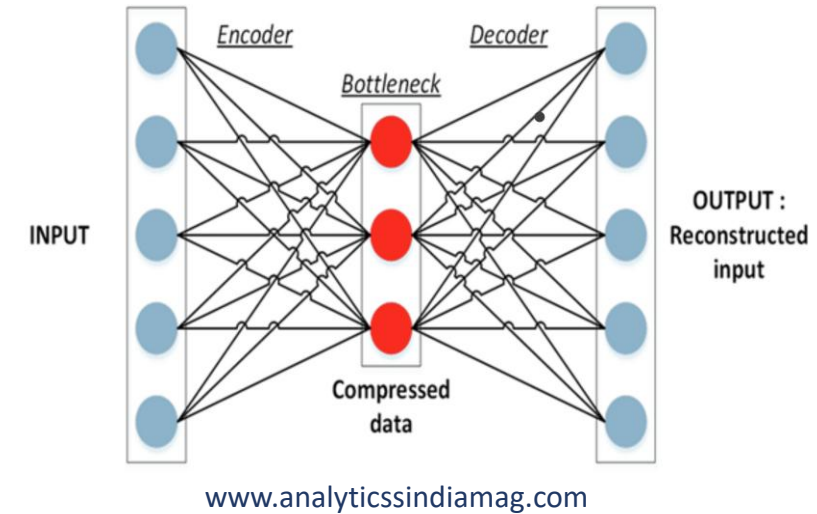 Encoder
Decoder
Bottleneck
INPUT
OUTPUT :
Reconstructed
input
Compressed
data
www.analyticssindiamag.com